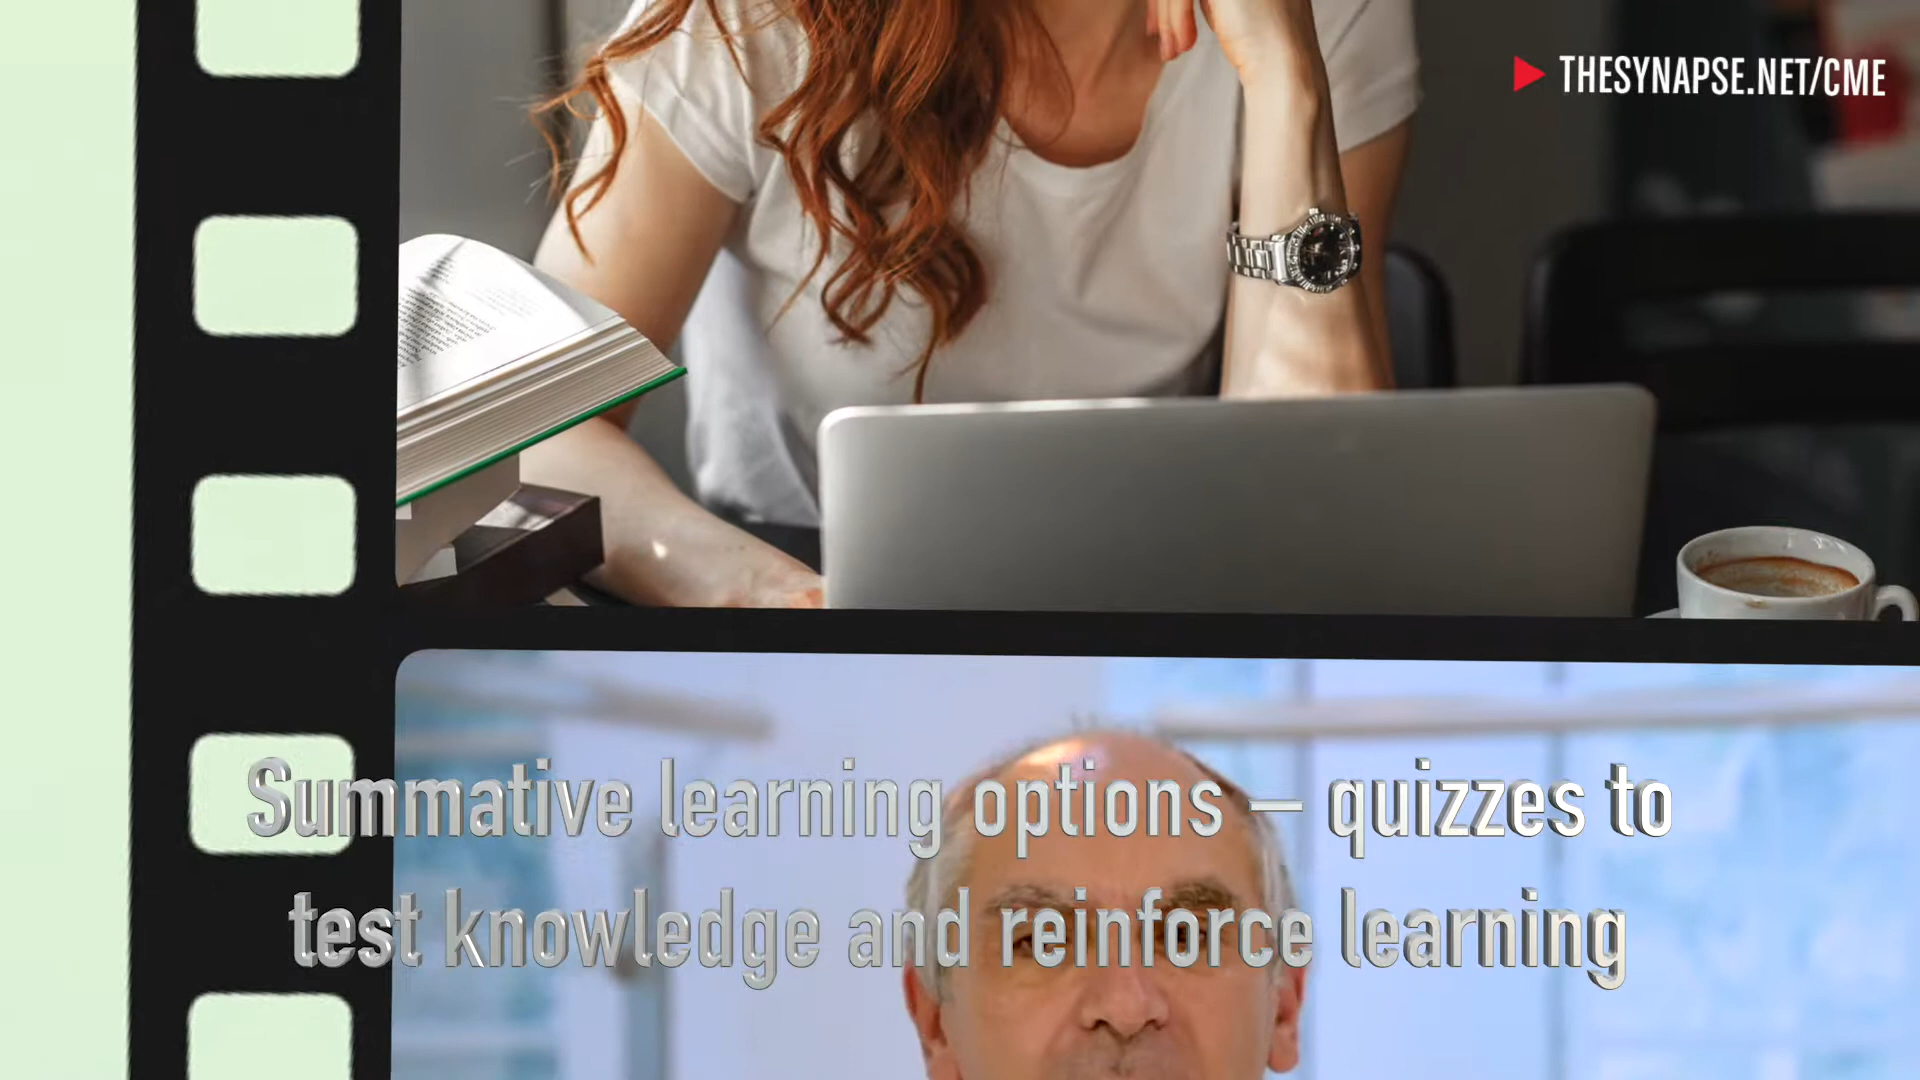 THESYNAPSE.NET/CME
Summative learning options – quizzes to
test knowledge and reinforce learning